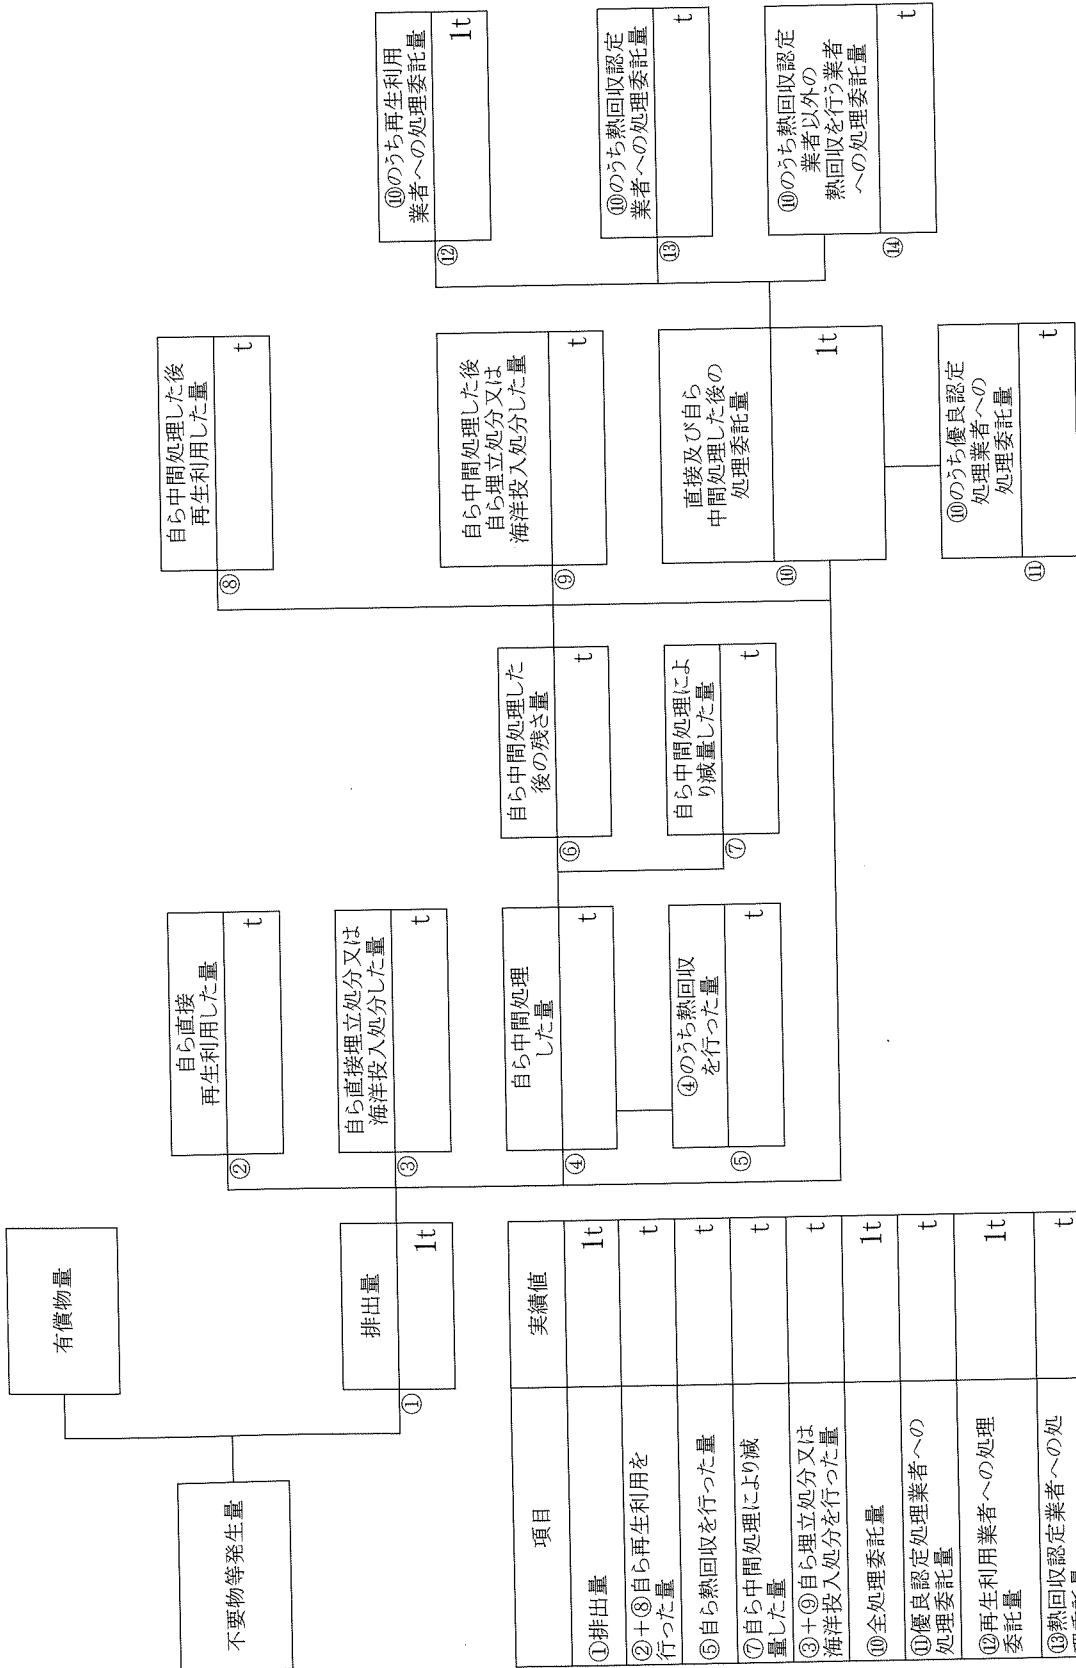 不要物等発生量
有償物量
排出量
①
1t
自ら直接
再生利用した量
②
t
自ら直接埋立処分又は
海洋投入処分した量
③
t
自ら中間処理
した量
④
t
④のうち熱回収
を行った量
⑤
t
自ら中間処理した
後の残さ量
⑥
t
自ら中間処理によ
り減量した量
⑦
t
自ら中間処理した後
再生利用した量
⑧
t
自ら中間処理した後
自ら埋立処分又は
海洋投入処分した量
⑨
t
直接及び自ら
中間処理した後の
処理委託量
⑩
1t
⑩のうち優良認定
処理業者への
処理委託量
⑪
t
⑩のうち再生利用
業者への処理委託量
⑫
1t
⑩のうち熱回収認定
業者への処理委託量
⑬
t
⑩のうち熱回収認定
業者以外の
熱回収を行う業者
への処理委託量
⑭
t
項目 実績値
①排出量 1t
②+⑧自ら再生利用を
行った量 t
⑤自ら熱回収を行った量 t
⑦自ら中間処理により減
量した量 t
③+⑨自ら埋立処分又は
海洋投入処分を行った量 t
⑩全処理委託量 1t
⑪優良認定処理業者への
処理委託量 t
⑫再生利用業者への処理
委託量 1t
⑬熱回収認定業者への処 t